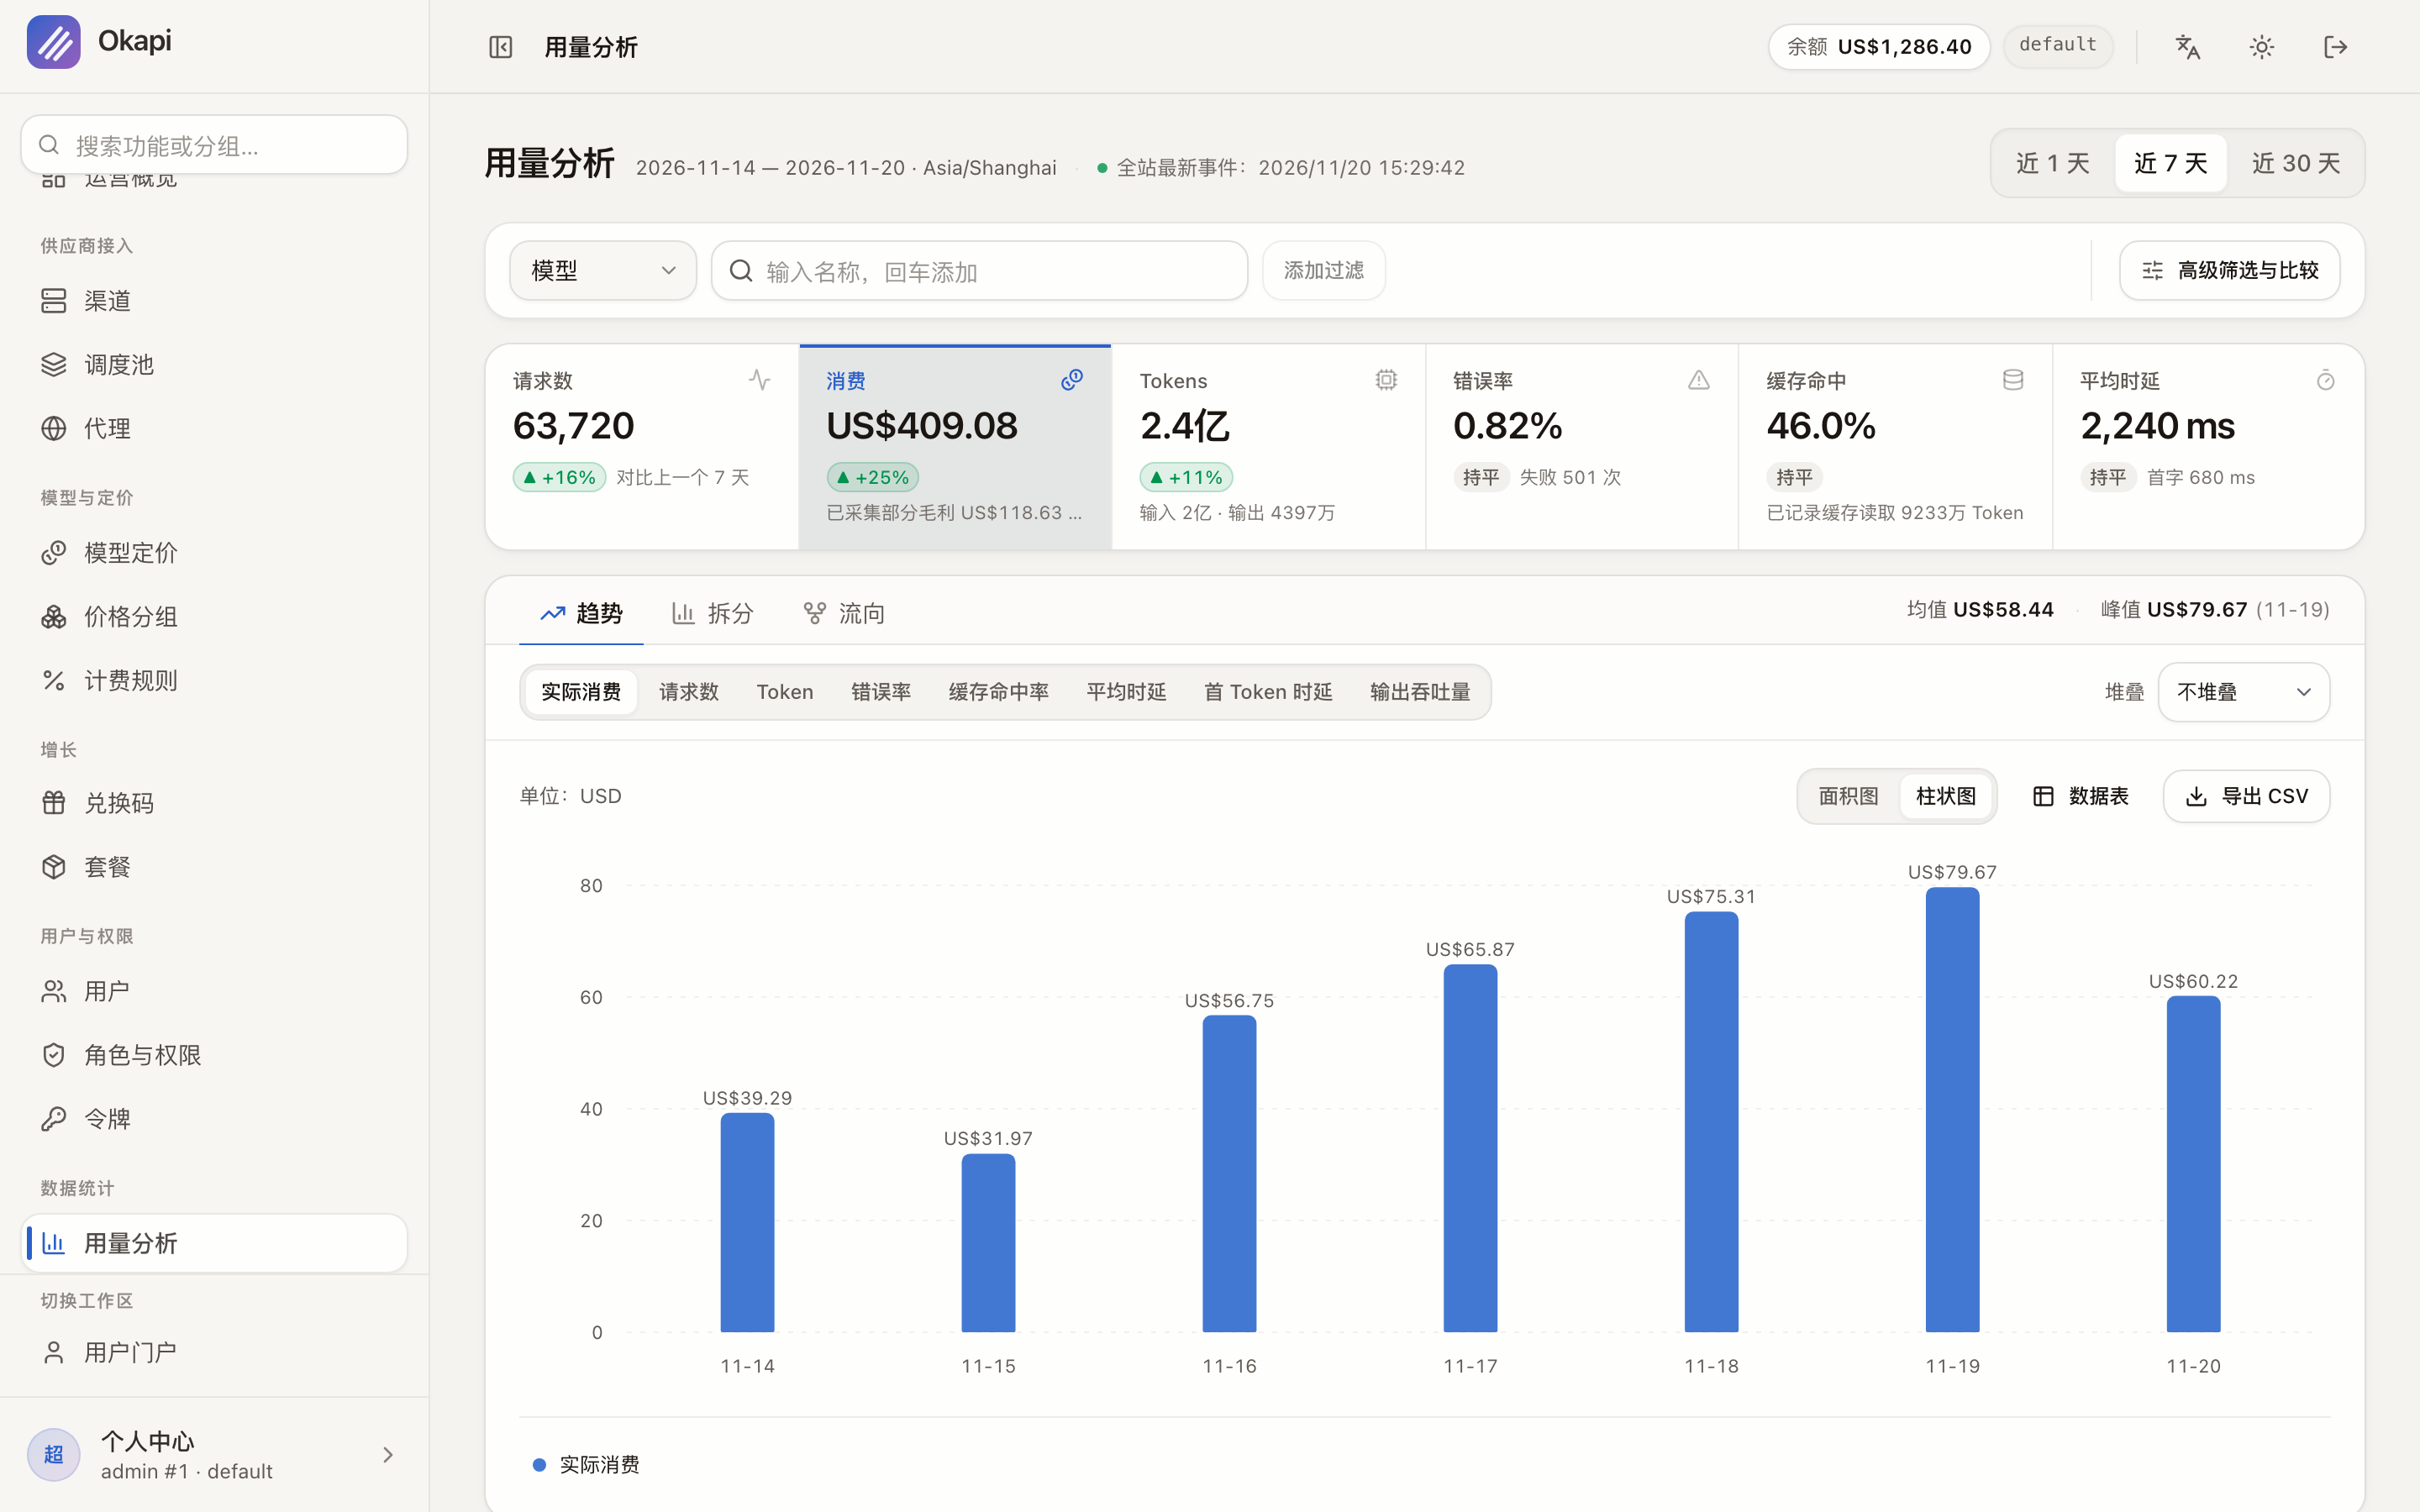 Okapi
搜索功能或分组...
运营概览
供应商接入
渠道
调度池
代理
模型与定价
模型定价
价格分组
计费规则
增长
兑换码
套餐
用户与权限
用户
角色与权限
令牌
数据统计
用量分析
切换工作区
用户门户
超
个人中心
admin #1 · default
用量分析
余额 US$1,286.40
default
用量分析 2026-11-14 — 2026-11-20 · Asia/Shanghai · 全站最新事件：2026/11/20 15:29:42
近 1 天 近 7 天 近 30 天
模型
输入名称，回车添加
添加过滤
高级筛选与比较
请求数
63,720
+16% 对比上一个 7 天
消费
US$409.08
+25%
已采集部分毛利 US$118.63 ...
Tokens
2.4亿
+11%
输入 2亿 · 输出 4397万
错误率
0.82%
持平 失败 501 次
缓存命中
46.0%
持平
已记录缓存读取 9233万 Token
平均时延
2,240 ms
持平 首字 680 ms
趋势 拆分 流向
均值 US$58.44 · 峰值 US$79.67 (11-19)
实际消费 请求数 Token 错误率 缓存命中率 平均时延 首 Token 时延 输出吞吐量
堆叠 不堆叠
单位：USD
面积图 柱状图 数据表 导出 CSV
80
60
40
20
0
US$39.29
US$31.97
US$56.75
US$65.87
US$75.31
US$79.67
US$60.22
11-14 11-15 11-16 11-17 11-18 11-19 11-20
实际消费